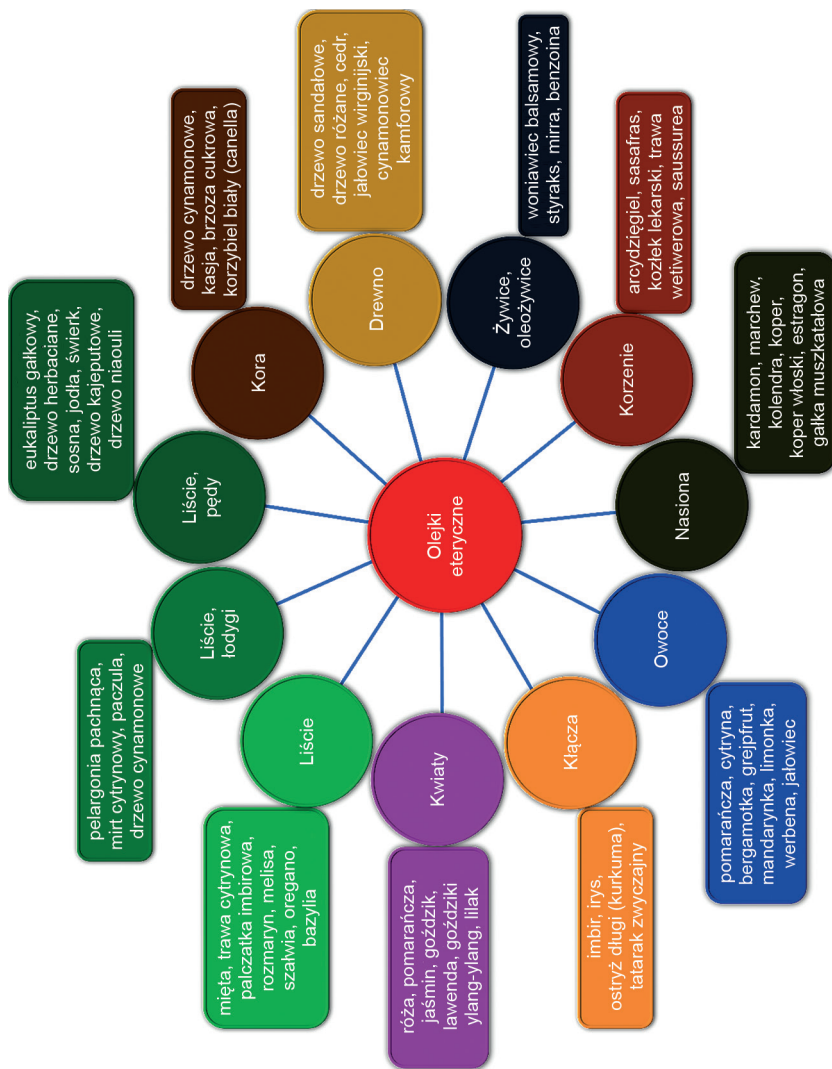 Olejki
eteryczne
Drewno
drzewo sandałowe,
drzewo różane, cedr,
jałowiec wirginijski,
cynamonowiec
kamforowy
Żywice,
oleożywice
woniawiec balsamowy,
styraks, mirra, benzoina
Korzenie
arcydzięgiel, sasafras,
kozłek lekarski, trawa
wetiwerowa, saussurea
Nasiona
kardamon, marchew,
kolendra, koper,
koper włoski, estragon,
gałka muszkatałowa
Owoce
pomarańcza, cytryna,
bergamotka, grejpfrut,
mandarynka, limonka,
werbena, jałowiec
Kłącza
imbir, irys,
ostryż długi (kurkuma),
tatarak zwyczajny
Kwiaty
róża, pomarańcza,
jaśmin, goździk,
lawenda, goździki
ylang-ylang, lilak
Liście
mięta, trawa cytrynowa,
palczatka imbirowa,
rozmaryn, melisa,
szałwia, oregano,
bazylia
Liście,
łodygi
pelargonia pachnąca,
mirt cytrynowy, paczula,
drzewo cynamonowe
Liście,
pędy
eukaliptus gałkowy,
drzewo herbaciane,
sosna, jodła, świerk,
drzewo kajeputowe,
drzewo niaouli
Kora
drzewo cynamonowe,
kasja, brzoza cukrowa,
korzybiel biały (canella)